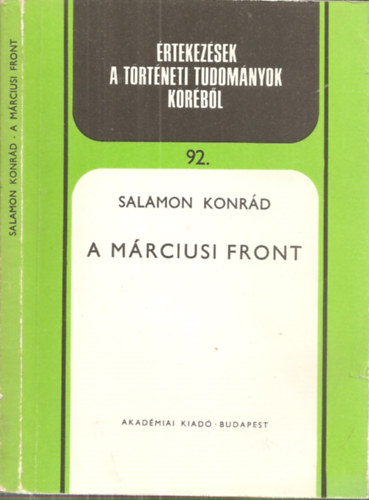 SALAMON KONRÁD · A MÁRCIUSI FRONT
ÉRTEKEZÉSEK
A TÖRTÉNETI TUDOMÁNYOK
KÖRÉBŐL
92.
SALAMON KONRÁD
A MÁRCIUSI FRONT
AKADÉMIAI KIADÓ · BUDAPEST